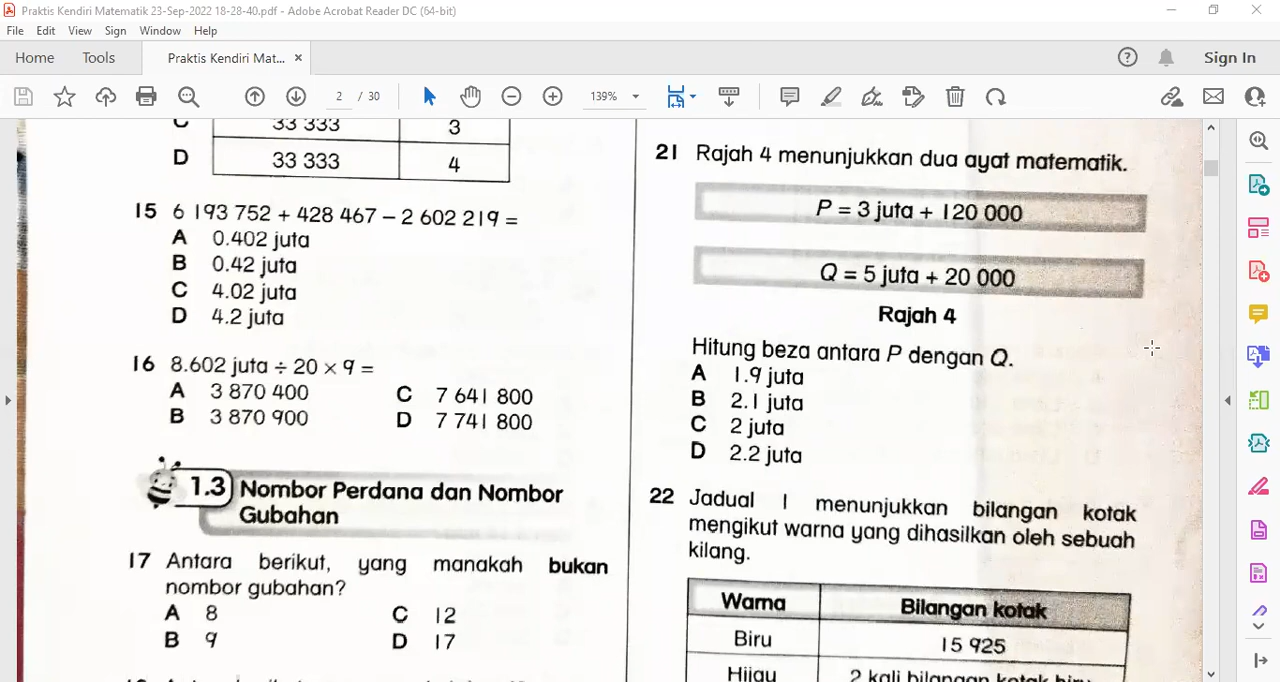 Praktis Kendiri Matematik 23-Sep-2022 18-28-40.pdf - Adobe Acrobat Reader DC (64-bit)
File Edit View Sign Window Help
Home Tools Praktis Kendiri Mat... × Sign In
2 / 30 139%
C 33 333 3
D 33 333 4
15 6 193 752 + 428 467 – 2 602 219 =
A 0.402 juta
B 0.42 juta
C 4.02 juta
D 4.2 juta
16 8.602 juta ÷ 20 × 9 =
A 3 870 400 C 7 641 800
B 3 870 900 D 7 741 800
1.3 Nombor Perdana dan Nombor
Gubahan
17 Antara berikut, yang manakah bukan
nombor gubahan?
A 8 C 12
B 9 D 17
21 Rajah 4 menunjukkan dua ayat matematik.
P = 3 juta + 120 000
Q = 5 juta + 20 000
Rajah 4
Hitung beza antara P dengan Q.
A 1.9 juta
B 2.1 juta
C 2 juta
D 2.2 juta
22 Jadual 1 menunjukkan bilangan kotak
mengikut warna yang dihasilkan oleh sebuah
kilang.
Warna Bilangan kotak
Biru 15 925
Hijau 2 kali bilangan kotak biru